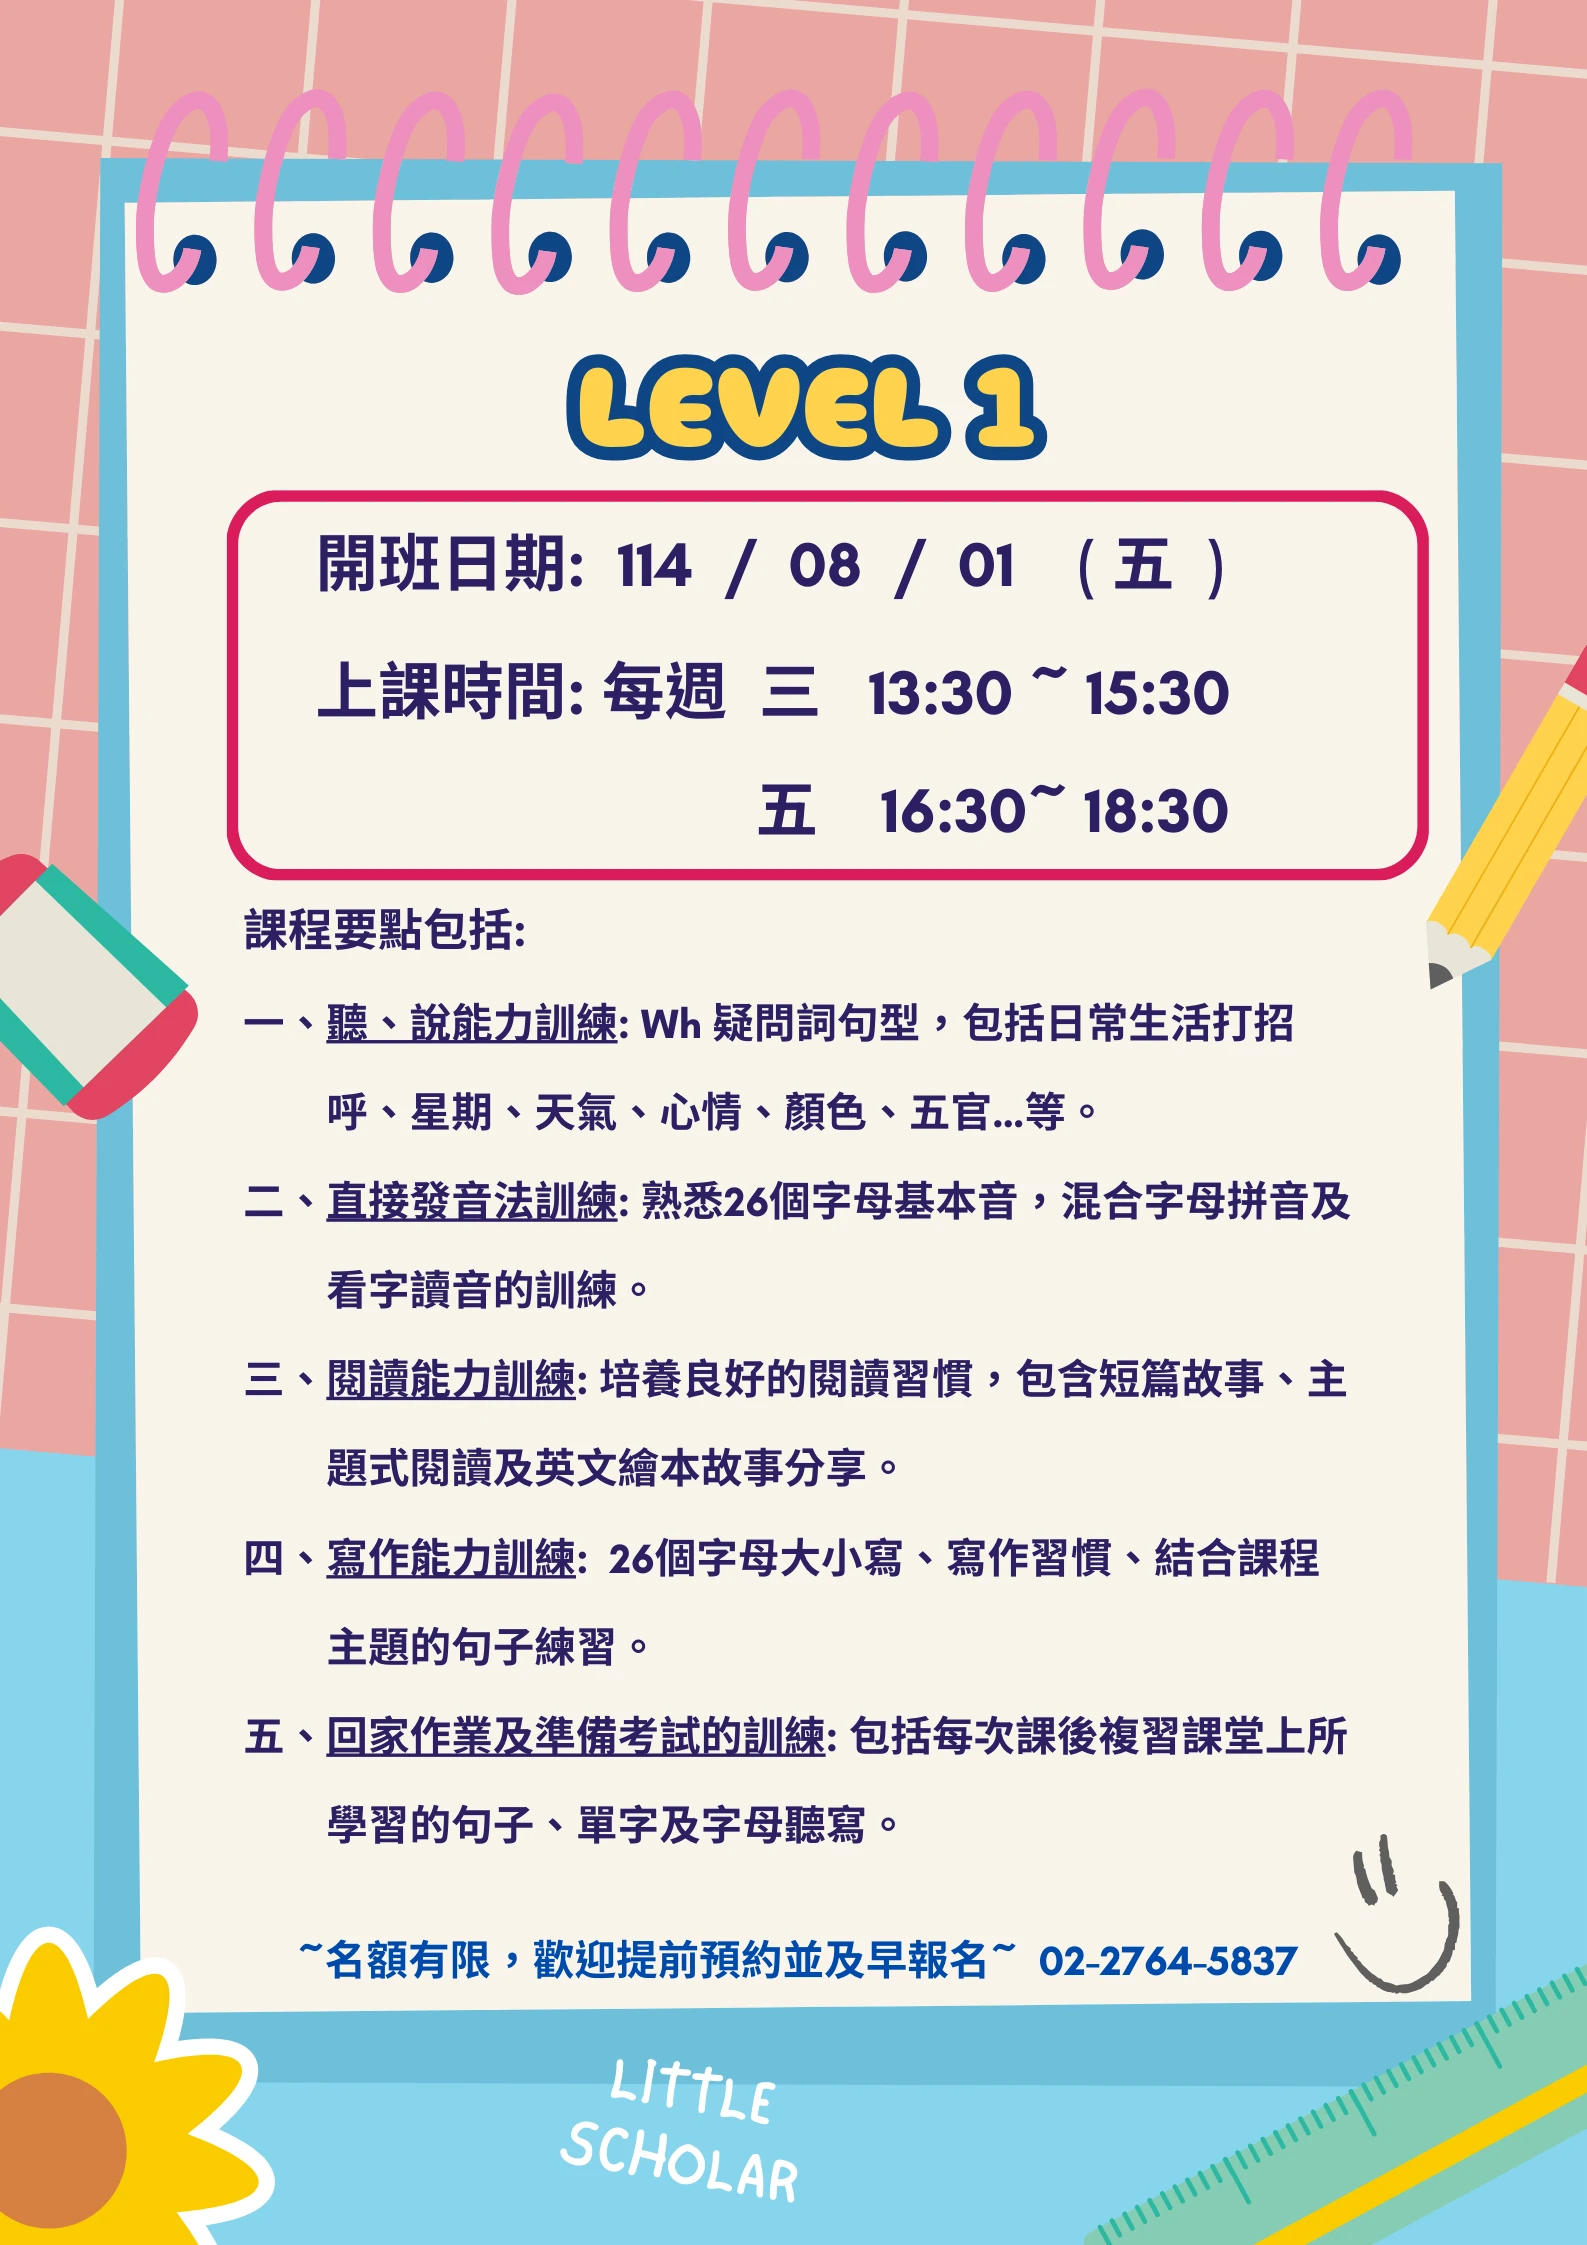 LEVEL 1
開班日期: 114 / 08 / 01 (五)
上課時間: 每週 三 13:30 ~ 15:30
五 16:30~ 18:30
課程要點包括:
一、聽、說能力訓練: Wh 疑問詞句型，包括日常生活打招
呼、星期、天氣、心情、顏色、五官...等。
二、直接發音法訓練: 熟悉26個字母基本音，混合字母拼音及
看字讀音的訓練。
三、閱讀能力訓練: 培養良好的閱讀習慣，包含短篇故事、主
題式閱讀及英文繪本故事分享。
四、寫作能力訓練: 26個字母大小寫、寫作習慣、結合課程
主題的句子練習。
五、回家作業及準備考試的訓練: 包括每次課後複習課堂上所
學習的句子、單字及字母聽寫。
~名額有限，歡迎提前預約並及早報名~ 02-2764-5837
LITTLE
SCHOLAR